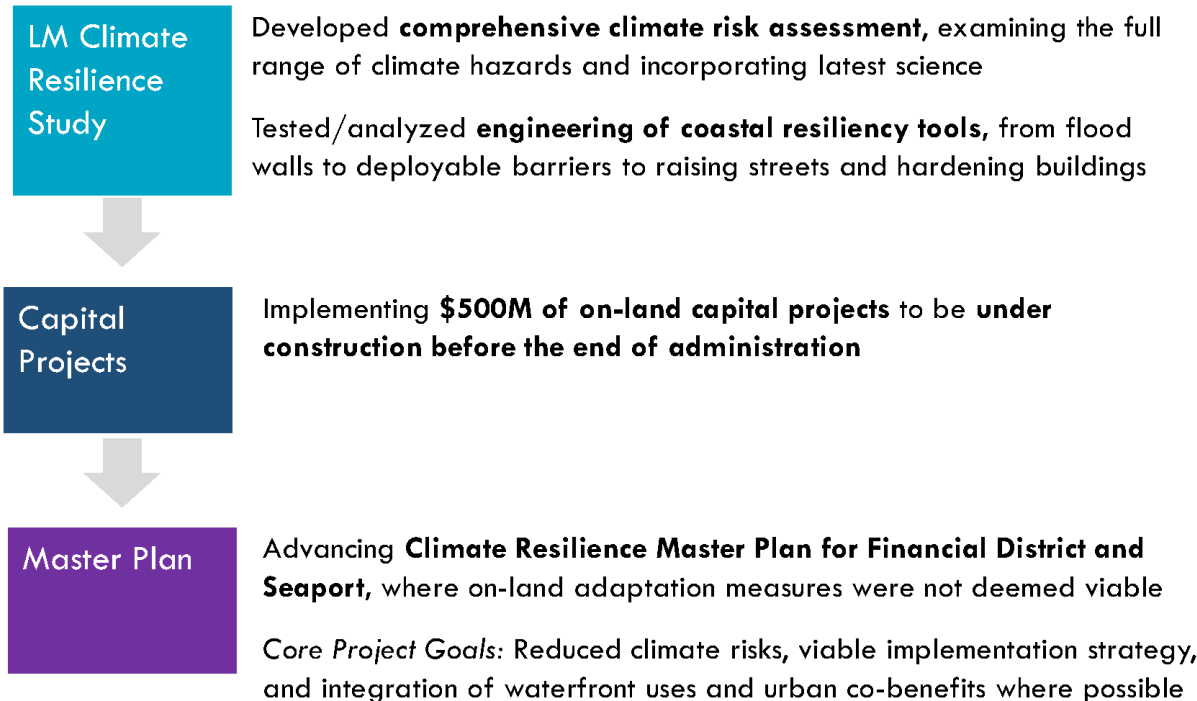 LM Climate
Resilience
Study
Developed comprehensive climate risk assessment, examining the full
range of climate hazards and incorporating latest science
Tested/analyzed engineering of coastal resiliency tools, from flood
walls to deployable barriers to raising streets and hardening buildings
Capital
Projects
Implementing $500M of on-land capital projects to be under
construction before the end of administration
Master Plan
Advancing Climate Resilience Master Plan for Financial District and
Seaport, where on-land adaptation measures were not deemed viable
Core Project Goals: Reduced climate risks, viable implementation strategy,
and integration of waterfront uses and urban co-benefits where possible